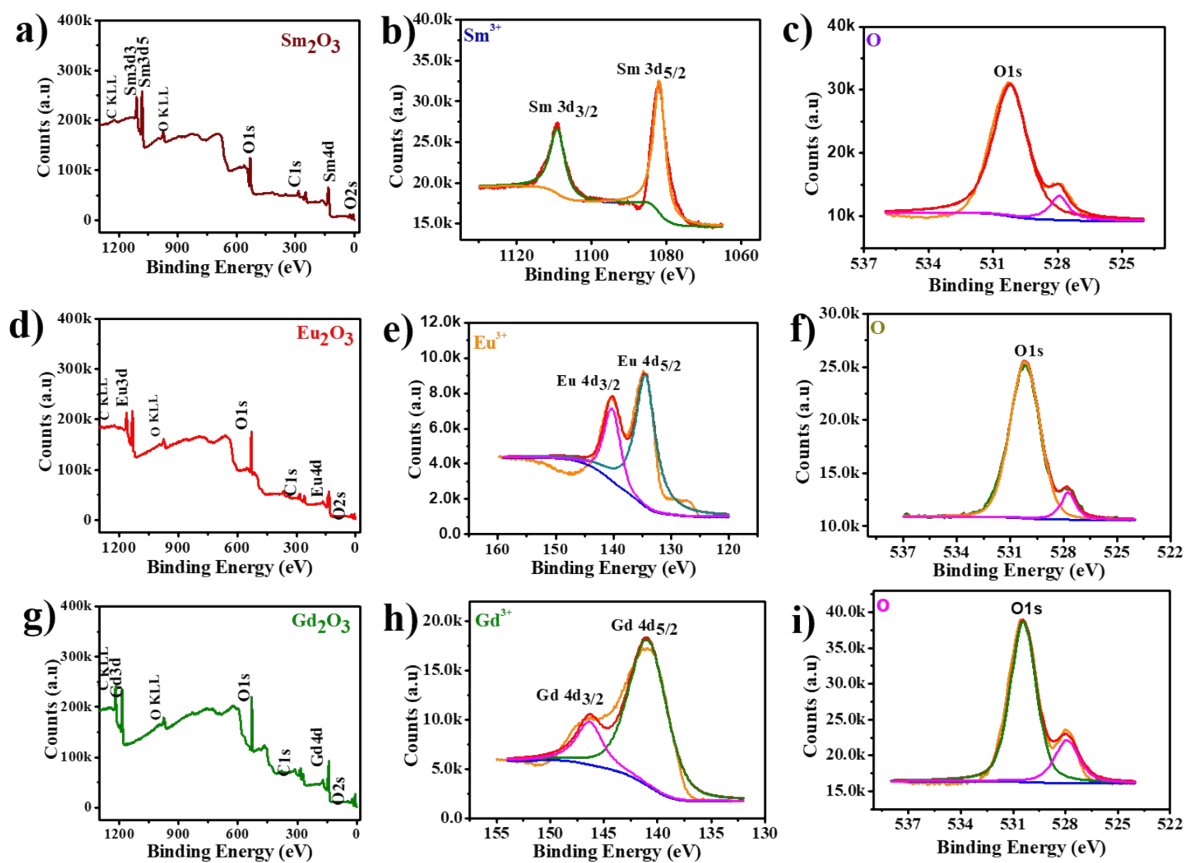 a)
Sm₂O₃
400k
300k
200k
100k
0
Counts (a.u)
C KLL
Sm3d3
Sm3d5
O KLL
O1s
C1s
Sm4d
O2s
1200 900 600 300 0
Binding Energy (eV)
b)
Sm³⁺
40.0k
35.0k
30.0k
25.0k
20.0k
15.0k
Counts (a.u)
Sm 3d₃/₂
Sm 3d₅/₂
1120 1100 1080 1060
Binding Energy (eV)
c)
O
40k
30k
20k
10k
Counts (a.u)
O1s
537 534 531 528 525
Binding Energy (eV)
d)
Eu₂O₃
400k
300k
200k
100k
0
Counts (a.u)
C KLL
Eu3d
O KLL
O1s
C1s
Eu4d
O2s
1200 900 600 300 0
Binding Energy (eV)
e)
Eu³⁺
12.0k
10.0k
8.0k
6.0k
4.0k
2.0k
0.0
Counts (a.u)
Eu 4d₃/₂
Eu 4d₅/₂
160 150 140 130 120
Binding Energy (eV)
f)
O
30.0k
25.0k
20.0k
15.0k
10.0k
Counts (a.u)
O1s
537 534 531 528 525 522
Binding Energy (eV)
g)
Gd₂O₃
400k
300k
200k
100k
0
Counts (a.u)
C KLL
Gd3d
O KLL
O1s
C1s
Gd4d
O2s
1200 900 600 300 0
Binding Energy (eV)
h)
Gd³⁺
20.0k
15.0k
10.0k
5.0k
0.0
Counts (a.u)
Gd 4d₃/₂
Gd 4d₅/₂
155 150 145 140 135 130
Binding Energy (eV)
i)
O
40.0k
35.0k
30.0k
25.0k
20.0k
15.0k
Counts (a.u)
O1s
537 534 531 528 525 522
Binding Energy (eV)